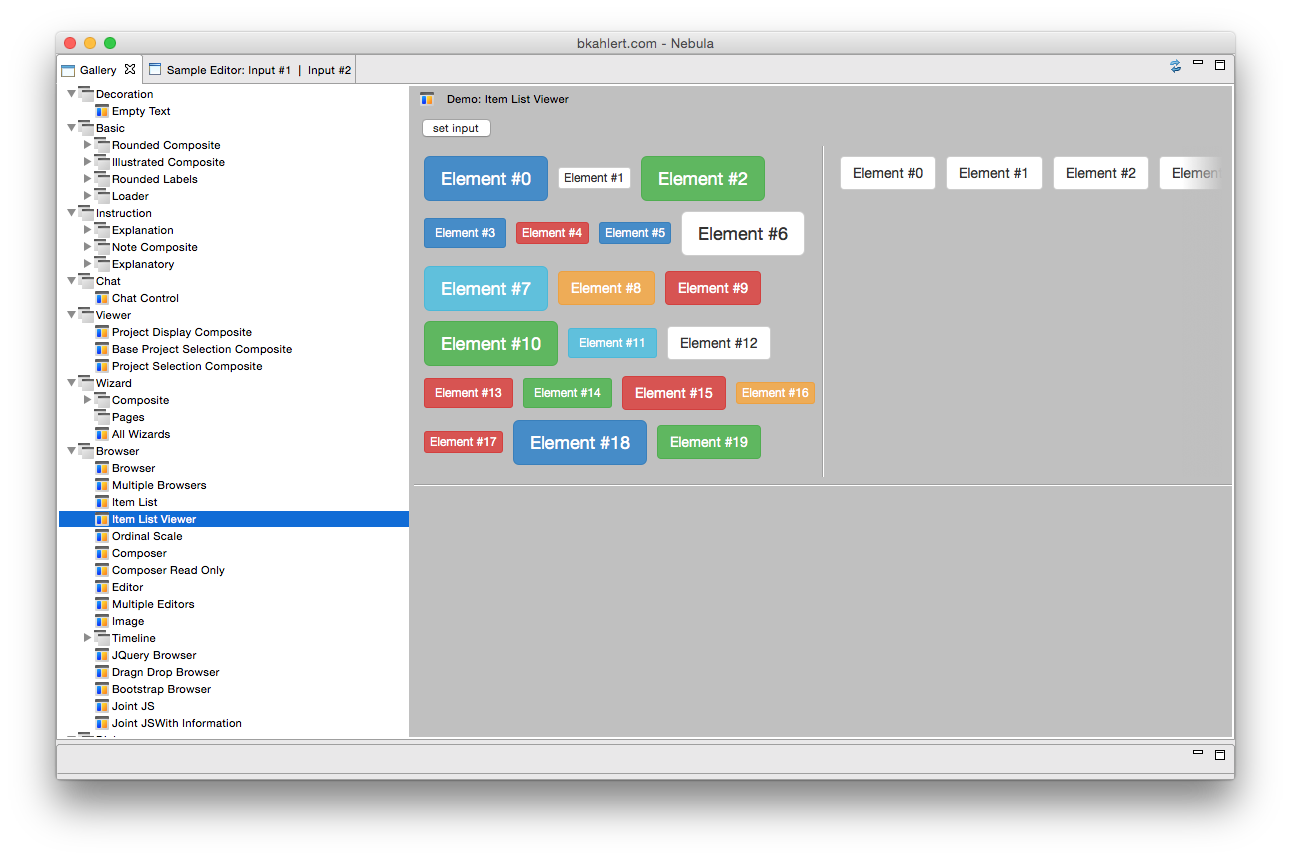 bkahlert.com - Nebula
Gallery
Sample Editor: Input #1 | Input #2
Decoration
Empty Text
Basic
Rounded Composite
Illustrated Composite
Rounded Labels
Loader
Instruction
Explanation
Note Composite
Explanatory
Chat
Chat Control
Viewer
Project Display Composite
Base Project Selection Composite
Project Selection Composite
Wizard
Composite
Pages
All Wizards
Browser
Browser
Multiple Browsers
Item List
Item List Viewer
Ordinal Scale
Composer
Composer Read Only
Editor
Multiple Editors
Image
Timeline
JQuery Browser
Dragn Drop Browser
Bootstrap Browser
Joint JS
Joint JSWith Information
Demo: Item List Viewer
set input
Element #0 Element #1 Element #2
Element #3 Element #4 Element #5 Element #6
Element #7 Element #8 Element #9
Element #10 Element #11 Element #12
Element #13 Element #14 Element #15 Element #16
Element #17 Element #18 Element #19
Element #0 Element #1 Element #2 Elemen